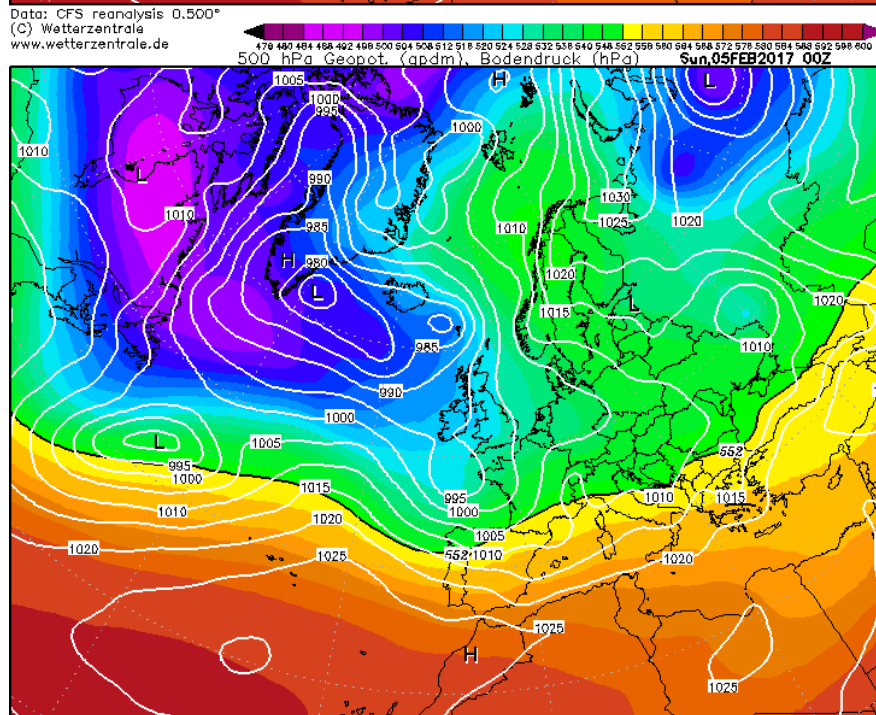 Data: CFS reanalysis 0.500°
(C) Wetterzentrale
www.wetterzentrale.de
476 480 484 488 492 496 500 504 508 512 516 520 524 528 532 536 540 544 548 552 556 560 564 568 572 576 580 584 588 592 596 600
500 hPa Geopot. (gpdm), Bodendruck (hPa) Sun,05FEB2017 00Z
1005 H L
1000
995
1000
1010
L
990
1030
1010
1010 1025 1020
985
H 980
1020
L
L
1020
1015
985
1010
990
1000
L 1005
552
995
1000
1015
995
1010 1015
1010
1000
1020
1005
1020
1025
552 1010
1020
1025
H
1025